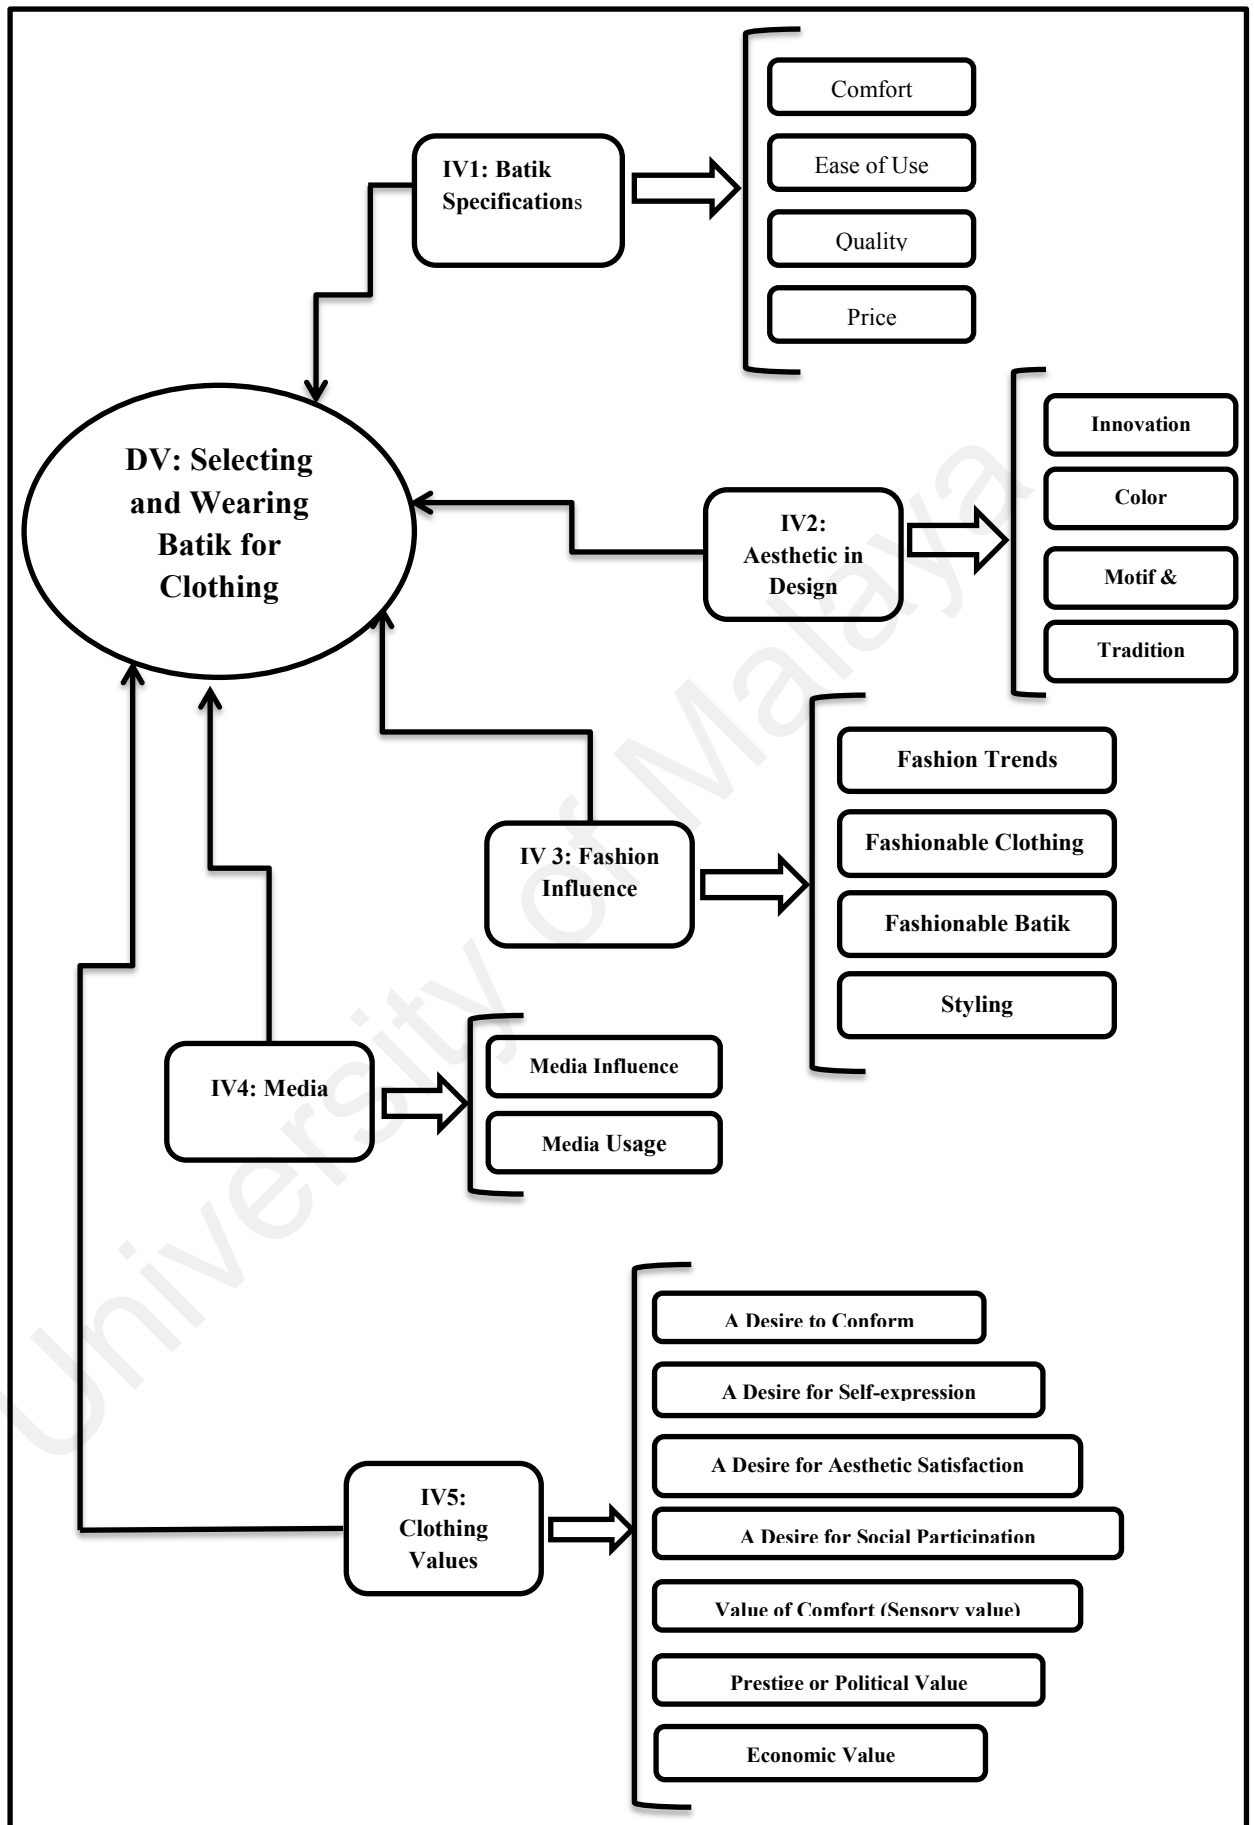 Comfort
Ease of Use
Quality
Price
IV1: Batik
Specifications
DV: Selecting
and Wearing
Batik for
Clothing
IV2:
Aesthetic in
Design
Innovation
Color
Motif &
Tradition
IV 3: Fashion
Influence
Fashion Trends
Fashionable Clothing
Fashionable Batik
Styling
IV4: Media
Media Influence
Media Usage
IV5:
Clothing
Values
A Desire to Conform
A Desire for Self-expression
A Desire for Aesthetic Satisfaction
A Desire for Social Participation
Value of Comfort (Sensory value)
Prestige or Political Value
Economic Value
University of Malaya